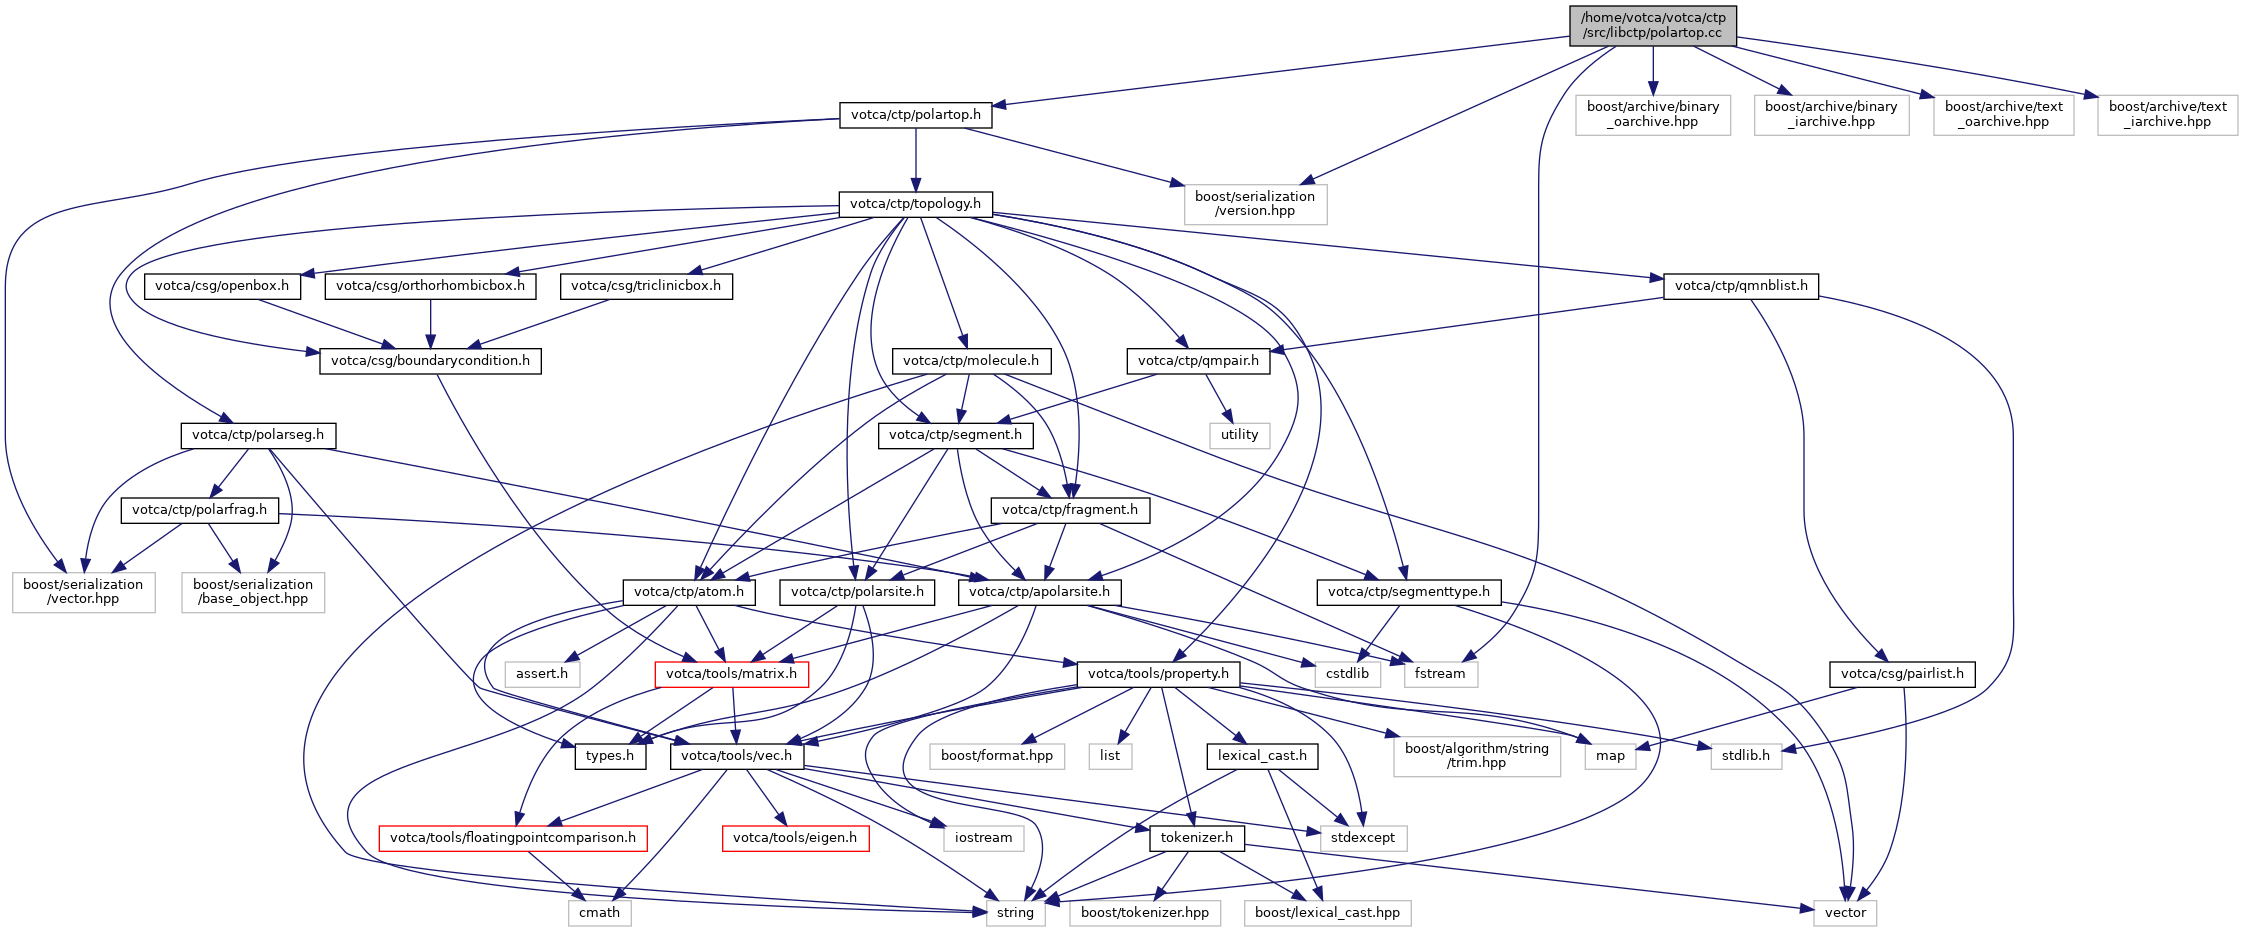 /home/votca/votca/ctp
/src/libctp/polartop.cc
votca/ctp/polartop.h
boost/archive/binary
_oarchive.hpp
boost/archive/binary
_iarchive.hpp
boost/archive/text
_oarchive.hpp
boost/archive/text
_iarchive.hpp
votca/ctp/topology.h
boost/serialization
/version.hpp
votca/csg/openbox.h
votca/csg/orthorhombicbox.h
votca/csg/triclinicbox.h
votca/ctp/qmnblist.h
votca/csg/boundarycondition.h
votca/ctp/molecule.h
votca/ctp/qmpair.h
votca/ctp/polarseg.h
votca/ctp/segment.h
utility
votca/ctp/polarfrag.h
votca/ctp/fragment.h
boost/serialization
/vector.hpp
boost/serialization
/base_object.hpp
votca/ctp/atom.h
votca/ctp/polarsite.h
votca/ctp/apolarsite.h
votca/ctp/segmenttype.h
assert.h
votca/tools/matrix.h
votca/tools/property.h
cstdlib
fstream
votca/csg/pairlist.h
types.h
votca/tools/vec.h
boost/format.hpp
list
lexical_cast.h
boost/algorithm/string
/trim.hpp
map
stdlib.h
votca/tools/floatingpointcomparison.h
votca/tools/eigen.h
iostream
tokenizer.h
stdexcept
cmath
string
boost/tokenizer.hpp
boost/lexical_cast.hpp
vector